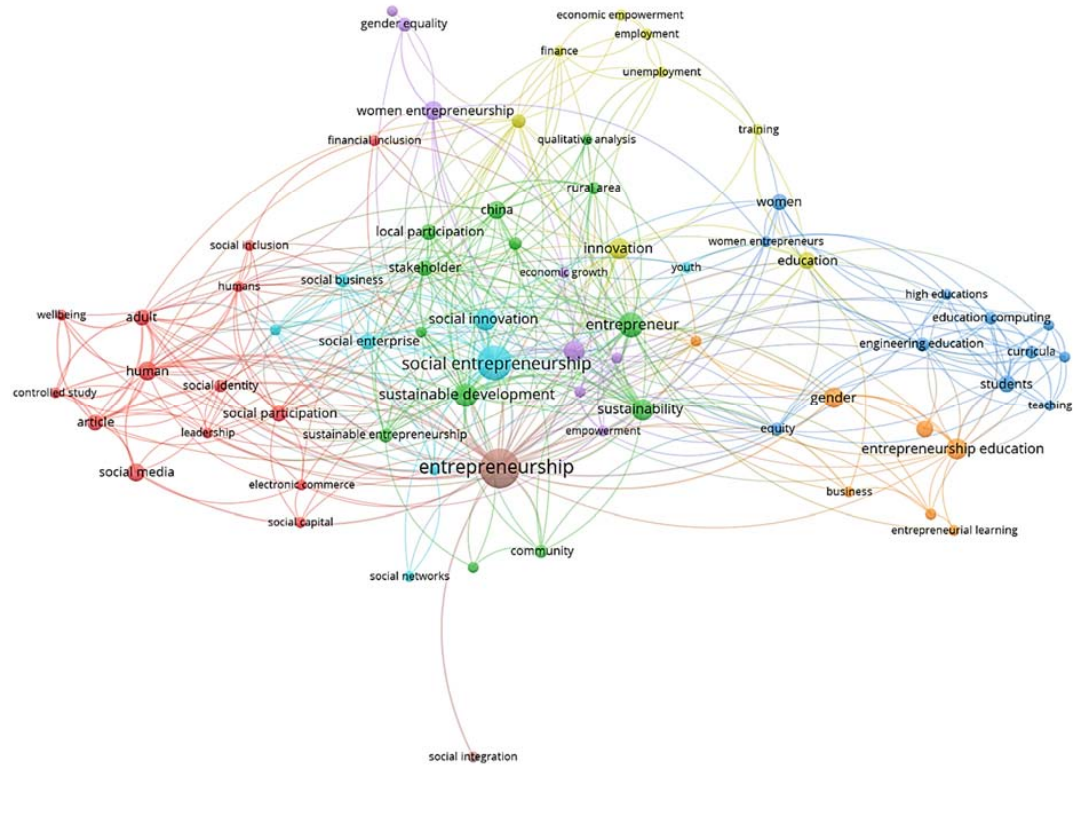 economic empowerment
gender equality
employment
finance
unemployment
women entrepreneurship
training
financial inclusion
qualitative analysis
rural area
women
china
local participation
women entrepreneurs
social inclusion
innovation
education
stakeholder
youth
economic growth
social business
humans
high educations
wellbeing
adult
social innovation
education computing
entrepreneur
social enterprise
engineering education
curricula
social entrepreneurship
human
students
social identity
controlled study
sustainable development
gender
teaching
social participation
sustainability
article
equity
empowerment
leadership
sustainable entrepreneurship
entrepreneurship education
entrepreneurship
social media
electronic commerce
business
social capital
entrepreneurial learning
community
social networks
social integration